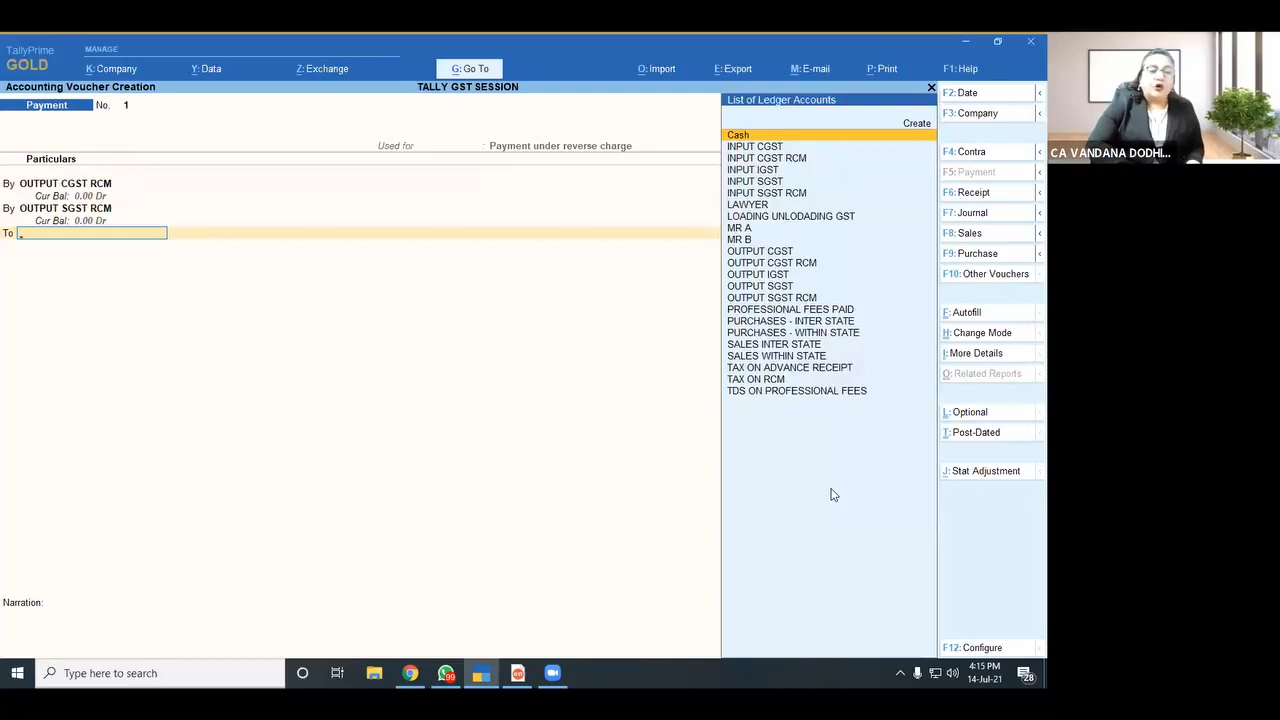 TallyPrime
GOLD
MANAGE
K: Company
Y: Data
Z: Exchange
G: Go To
O: Import
E: Export
M: E-mail
P: Print
F1: Help
Accounting Voucher Creation
TALLY GST SESSION
Payment No. 1
Used for : Payment under reverse charge
Particulars
By OUTPUT CGST RCM
Cur Bal: 0.00 Dr
By OUTPUT SGST RCM
Cur Bal: 0.00 Dr
To
Narration:
List of Ledger Accounts
Create
Cash
INPUT CGST
INPUT CGST RCM
INPUT IGST
INPUT SGST
INPUT SGST RCM
LAWYER
LOADING UNLODADING GST
MR A
MR B
OUTPUT CGST
OUTPUT CGST RCM
OUTPUT IGST
OUTPUT SGST
OUTPUT SGST RCM
PROFESSIONAL FEES PAID
PURCHASES - INTER STATE
PURCHASES - WITHIN STATE
SALES INTER STATE
SALES WITHIN STATE
TAX ON ADVANCE RECEIPT
TAX ON RCM
TDS ON PROFESSIONAL FEES
F2: Date
F3: Company
F4: Contra
F5: Payment
F6: Receipt
F7: Journal
F8: Sales
F9: Purchase
F10: Other Vouchers
F: Autofill
H: Change Mode
I: More Details
O: Related Reports
L: Optional
T: Post-Dated
J: Stat Adjustment
F12: Configure
CA VANDANA DODHI...
Type here to search
99
4:15 PM
14-Jul-21
28